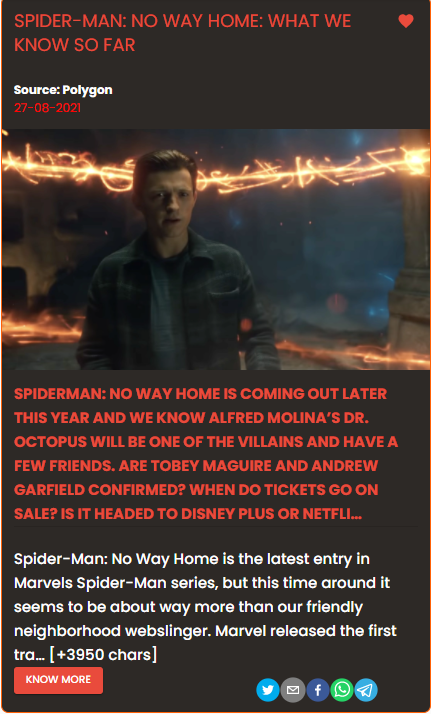 SPIDER-MAN: NO WAY HOME: WHAT WE
KNOW SO FAR
Source: Polygon
27-08-2021
SPIDERMAN: NO WAY HOME IS COMING OUT LATER
THIS YEAR AND WE KNOW ALFRED MOLINA’S DR.
OCTOPUS WILL BE ONE OF THE VILLAINS AND HAVE A
FEW FRIENDS. ARE TOBEY MAGUIRE AND ANDREW
GARFIELD CONFIRMED? WHEN DO TICKETS GO ON
SALE? IS IT HEADED TO DISNEY PLUS OR NETFLI…
Spider-Man: No Way Home is the latest entry in
Marvels Spider-Man series, but this time around it
seems to be about way more than our friendly
neighborhood webslinger. Marvel released the first
tra… [+3950 chars]
KNOW MORE